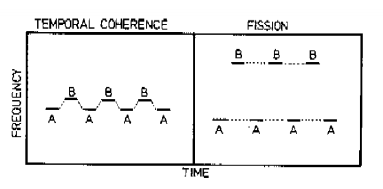 TEMPORAL COHERENCE
FISSION
FREQUENCY
B B B
A A A A
B B B
A A A A
TIME